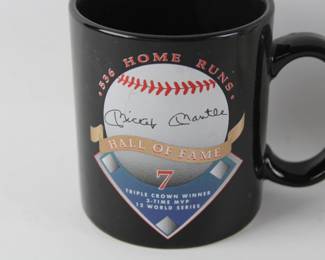 ·536 HOME RUNS·
Mickey Mantle
HALL OF FAME
7
TRIPLE CROWN WINNER
3-TIME MVP
12 WORLD SERIES